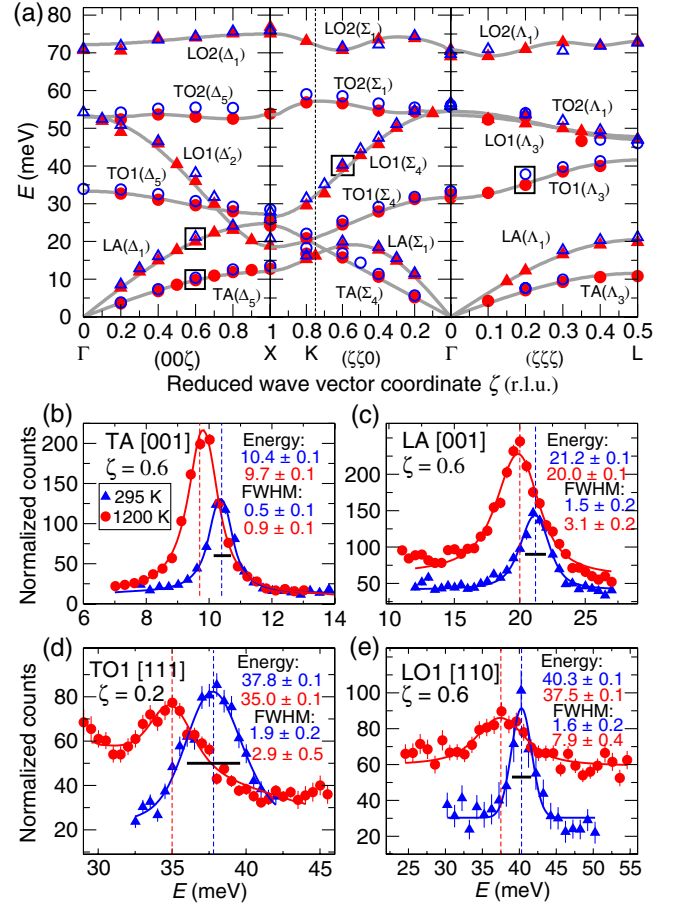 (a)
LO2(Δ1) LO2(Σ1) LO2(Λ1)
TO2(Δ5) TO2(Σ1) TO2(Λ1)
LO1(Δ′2) LO1(Σ4) LO1(Λ3)
TO1(Δ5) TO1(Σ4) TO1(Λ3)
LA(Δ1) LA(Σ1) LA(Λ1)
TA(Δ5) TA(Σ4) TA(Λ3)
E (meV)
80
70
60
50
40
30
20
10
0
0 0.2 0.4 0.6 0.8 1 0.8 0.6 0.4 0.2 0 0.1 0.2 0.3 0.4 0.5
Γ (00ζ) X K (ζζ0) Γ (ζζζ) L
Reduced wave vector coordinate ζ (r.l.u.)
(b)
TA [001]
ζ = 0.6
295 K
1200 K
Energy:
10.4 ± 0.1
9.7 ± 0.1
FWHM:
0.5 ± 0.1
0.9 ± 0.1
Normalized counts
200
150
100
50
0
6 8 10 12 14
(c)
LA [001]
ζ = 0.6
Energy:
21.2 ± 0.1
20.0 ± 0.1
FWHM:
1.5 ± 0.2
3.1 ± 0.2
250
200
150
100
50
10 15 20 25
(d)
TO1 [111]
ζ = 0.2
Energy:
37.8 ± 0.1
35.0 ± 0.1
FWHM:
1.9 ± 0.2
2.9 ± 0.5
Normalized counts
80
60
40
20
30 35 40 45
E (meV)
(e)
LO1 [110]
ζ = 0.6
Energy:
40.3 ± 0.1
37.5 ± 0.1
FWHM:
1.6 ± 0.2
7.9 ± 0.4
100
80
60
40
20
25 30 35 40 45 50 55
E (meV)